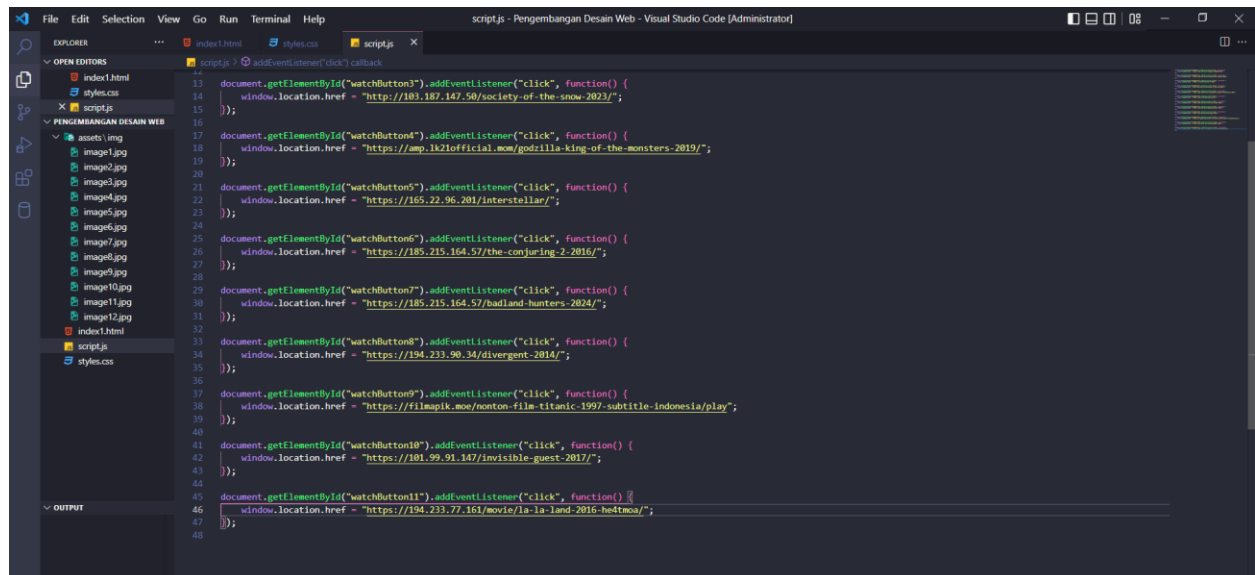 File Edit Selection View Go Run Terminal Help
script.js - Pengembangan Desain Web - Visual Studio Code [Administrator]
EXPLORER
OPEN EDITORS
index1.html
styles.css
script.js
PENGEMBANGAN DESAIN WEB
assets\img
image1.jpg
image2.jpg
image3.jpg
image4.jpg
image5.jpg
image6.jpg
image7.jpg
image8.jpg
image9.jpg
image10.jpg
image11.jpg
image12.jpg
index1.html
script.js
styles.css
OUTPUT
index1.html styles.css script.js
script.js > addEventListener("click") callback
12
13 document.getElementById("watchButton3").addEventListener("click", function() {
14 window.location.href = "http://103.187.147.50/society-of-the-snow-2023/";
15 });
16
17 document.getElementById("watchButton4").addEventListener("click", function() {
18 window.location.href = "https://amp.lk21official.mom/godzilla-king-of-the-monsters-2019/";
19 });
20
21 document.getElementById("watchButton5").addEventListener("click", function() {
22 window.location.href = "https://165.22.96.201/interstellar/";
23 });
24
25 document.getElementById("watchButton6").addEventListener("click", function() {
26 window.location.href = "https://185.215.164.57/the-conjuring-2-2016/";
27 });
28
29 document.getElementById("watchButton7").addEventListener("click", function() {
30 window.location.href = "https://185.215.164.57/badland-hunters-2024/";
31 });
32
33 document.getElementById("watchButton8").addEventListener("click", function() {
34 window.location.href = "https://194.233.90.34/divergent-2014/";
35 });
36
37 document.getElementById("watchButton9").addEventListener("click", function() {
38 window.location.href = "https://filmapik.moe/nonton-film-titanic-1997-subtitle-indonesia/play";
39 });
40
41 document.getElementById("watchButton10").addEventListener("click", function() {
42 window.location.href = "https://101.99.91.147/invisible-guest-2017/";
43 });
44
45 document.getElementById("watchButton11").addEventListener("click", function() {
46 window.location.href = "https://194.233.77.161/movie/la-la-land-2016-he4tmoa/";
47 });
48